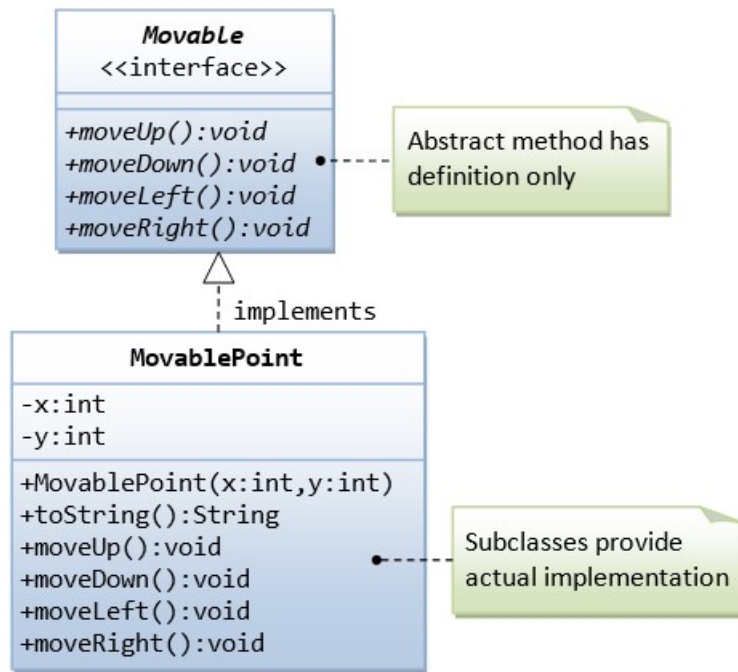 Movable
<<interface>>
+moveUp():void
+moveDown():void
+moveLeft():void
+moveRight():void
Abstract method has
definition only
implements
MovablePoint
-x:int
-y:int
+MovablePoint(x:int,y:int)
+toString():String
+moveUp():void
+moveDown():void
+moveLeft():void
+moveRight():void
Subclasses provide
actual implementation